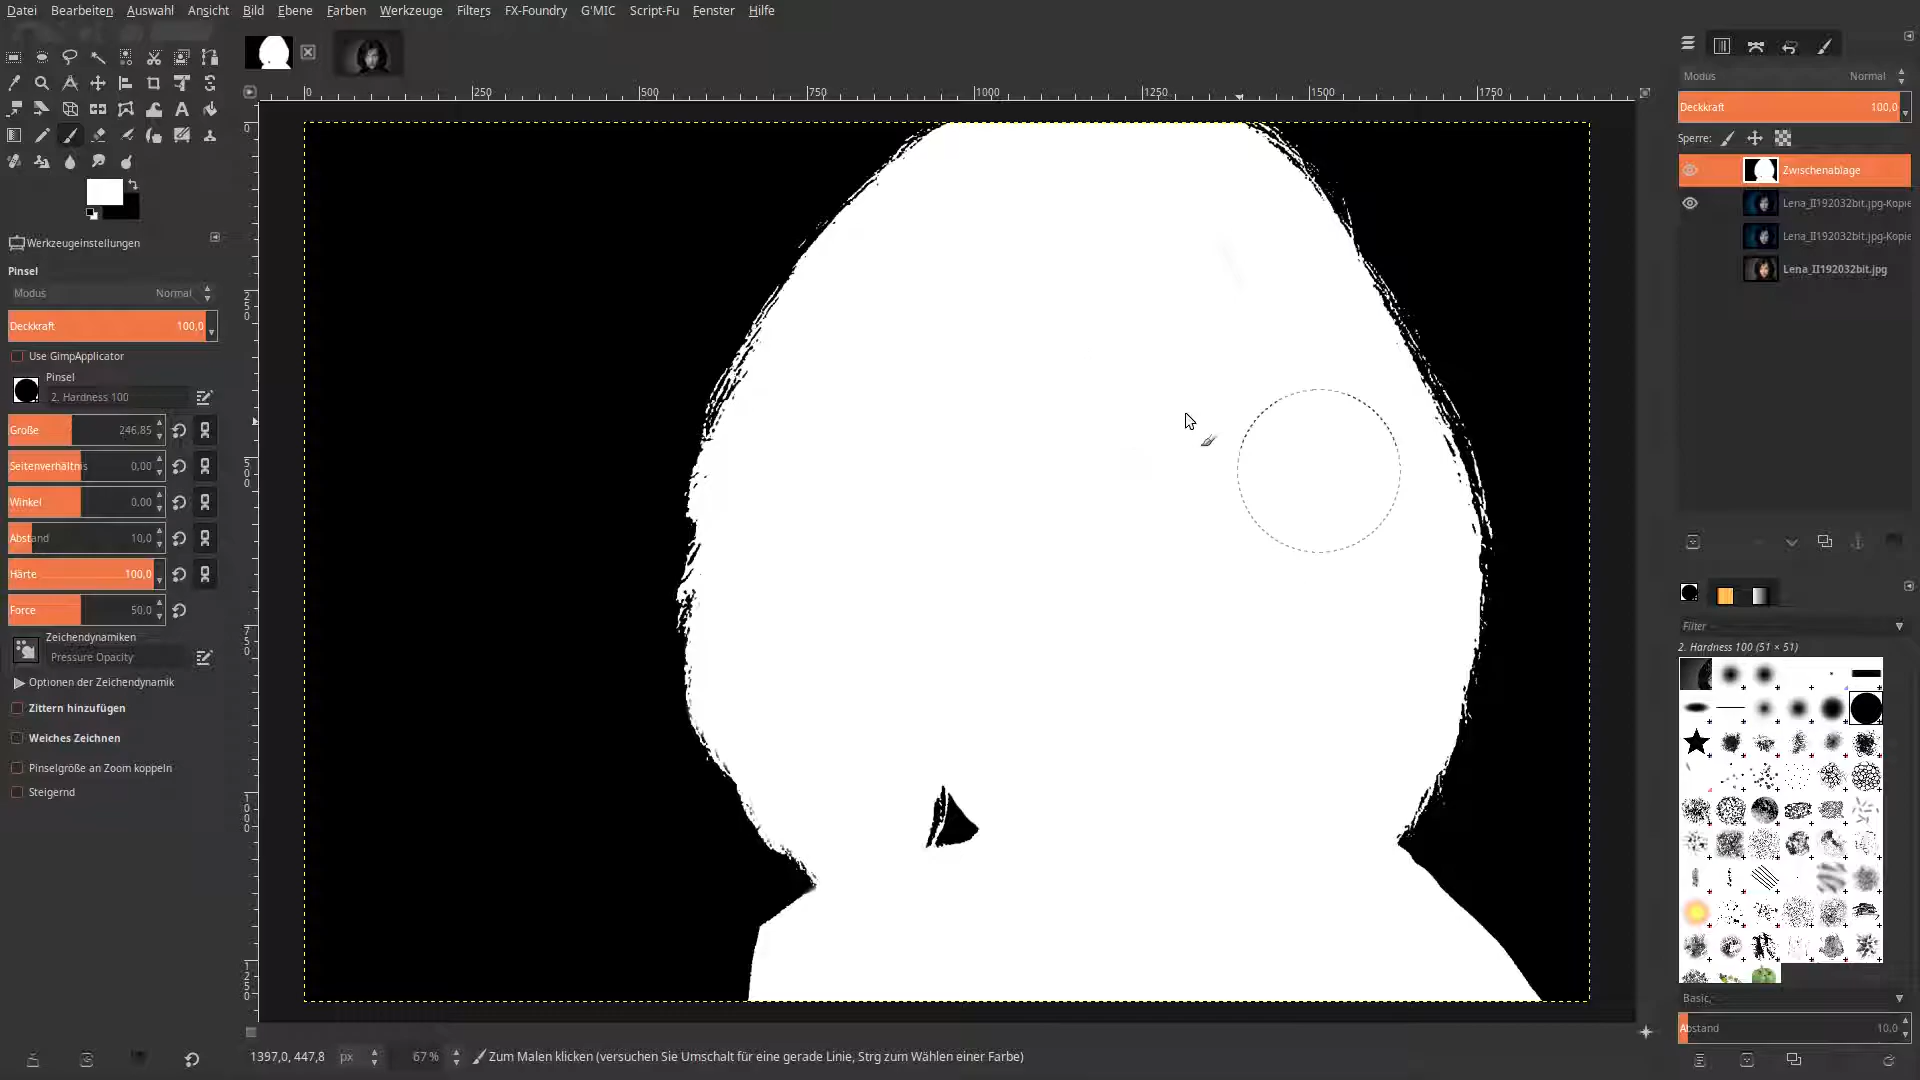 Datei Bearbeiten Auswahl Ansicht Bild Ebene Farben Werkzeuge Filters FX-Foundry G'MIC Script-Fu Fenster Hilfe
0 250 500 750 1000 1250 1500 1750
0
250
500
750
1000
1250
Werkzeugeinstellungen
Pinsel
Modus Normal
Deckkraft 100,0
Use GimpApplicator
Pinsel
2. Hardness 100
Größe 246,85
Seitenverhältnis 0,00
Winkel 0,00
Abstand 10,0
Härte 100,0
Force 50,0
Zeichendynamiken
Pressure Opacity
Optionen der Zeichendynamik
Zittern hinzufügen
Weiches Zeichnen
Pinselgröße an Zoom koppeln
Steigernd
1397,0, 447,8 px 67 % Zum Malen klicken (versuchen Sie Umschalt für eine gerade Linie, Strg zum Wählen einer Farbe)
Modus Normal
Deckkraft 100,0
Sperre:
Zwischenablage
Lena_II192032bit.jpg-Kopie
Lena_II192032bit.jpg-Kopie
Lena_II192032bit.jpg
Filter
2. Hardness 100 (51 × 51)
Basic,
Abstand 10,0